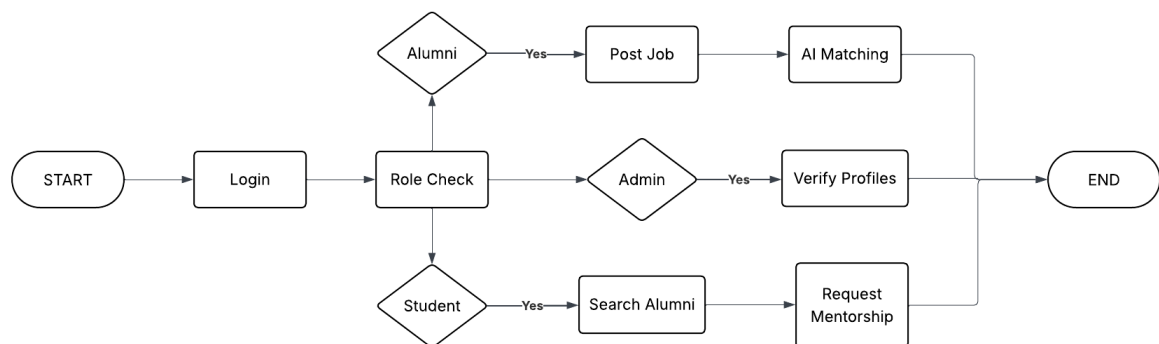 Alumni
Yes
Post Job
AI Matching
START
Login
Role Check
Admin
Yes
Verify Profiles
END
Student
Yes
Search Alumni
Request
Mentorship